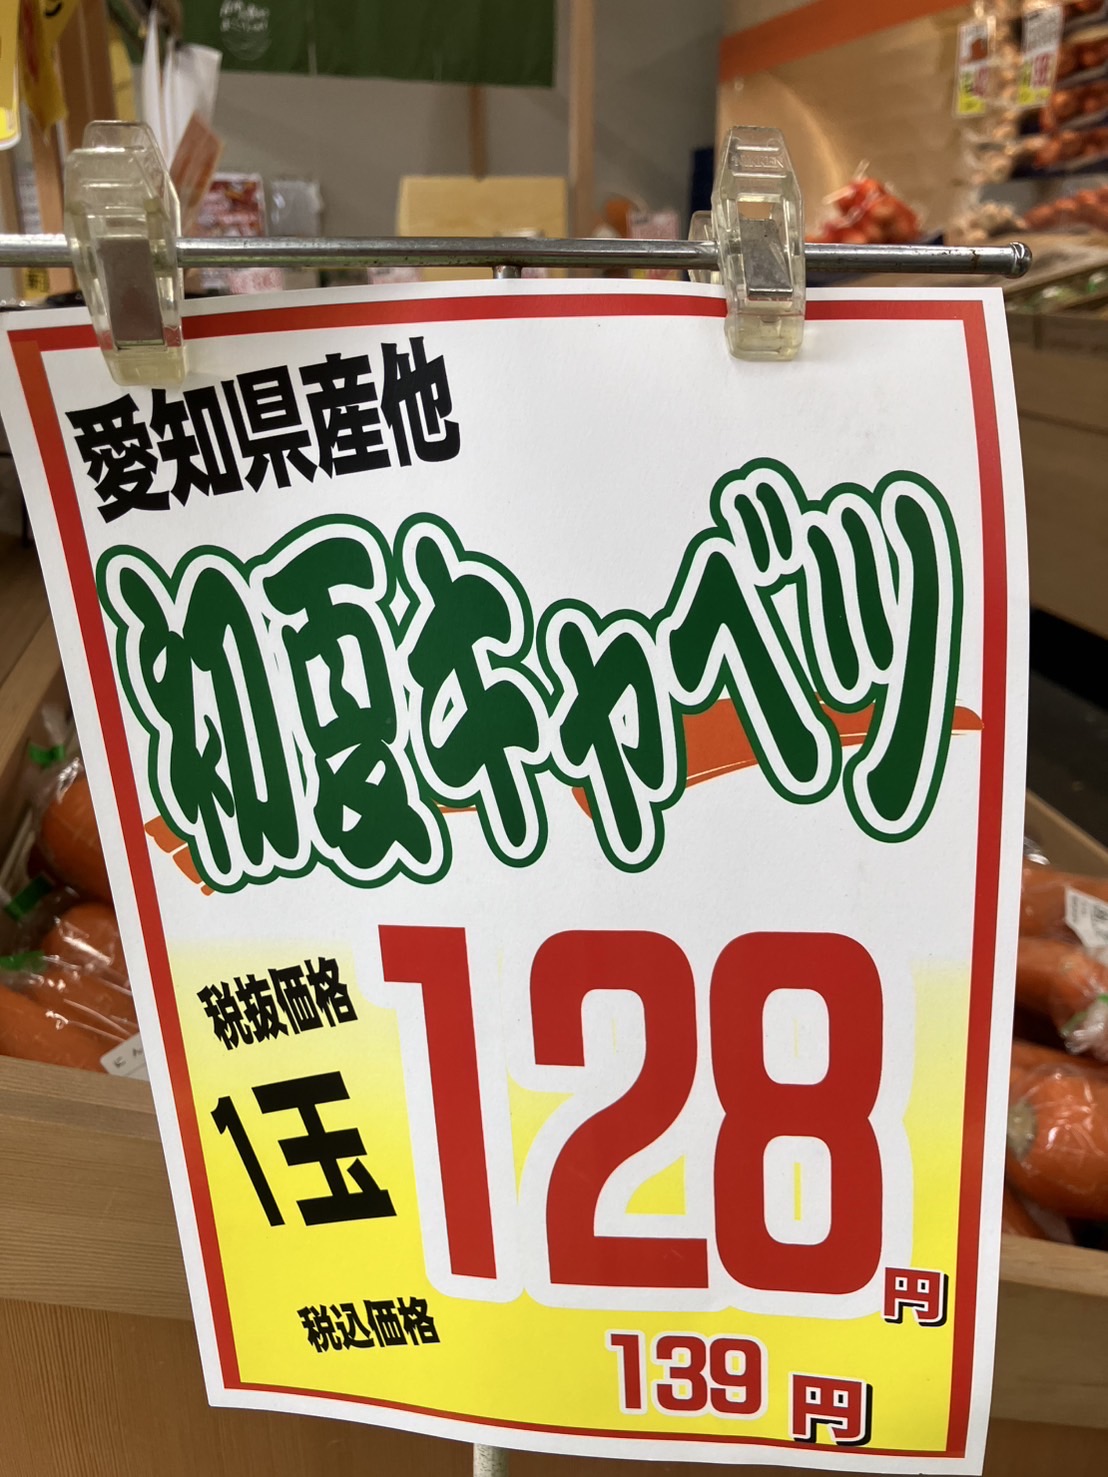 愛知県産他
初夏キャベツ
税抜価格
1玉
128円
税込価格
139円